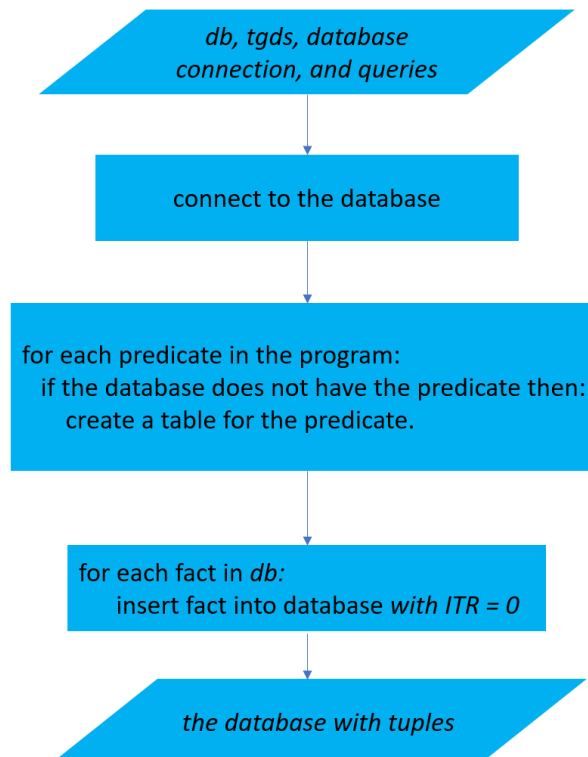 db, tgds, database
connection, and queries
connect to the database
for each predicate in the program:
if the database does not have the predicate then:
create a table for the predicate.
for each fact in db:
insert fact into database with ITR = 0
the database with tuples